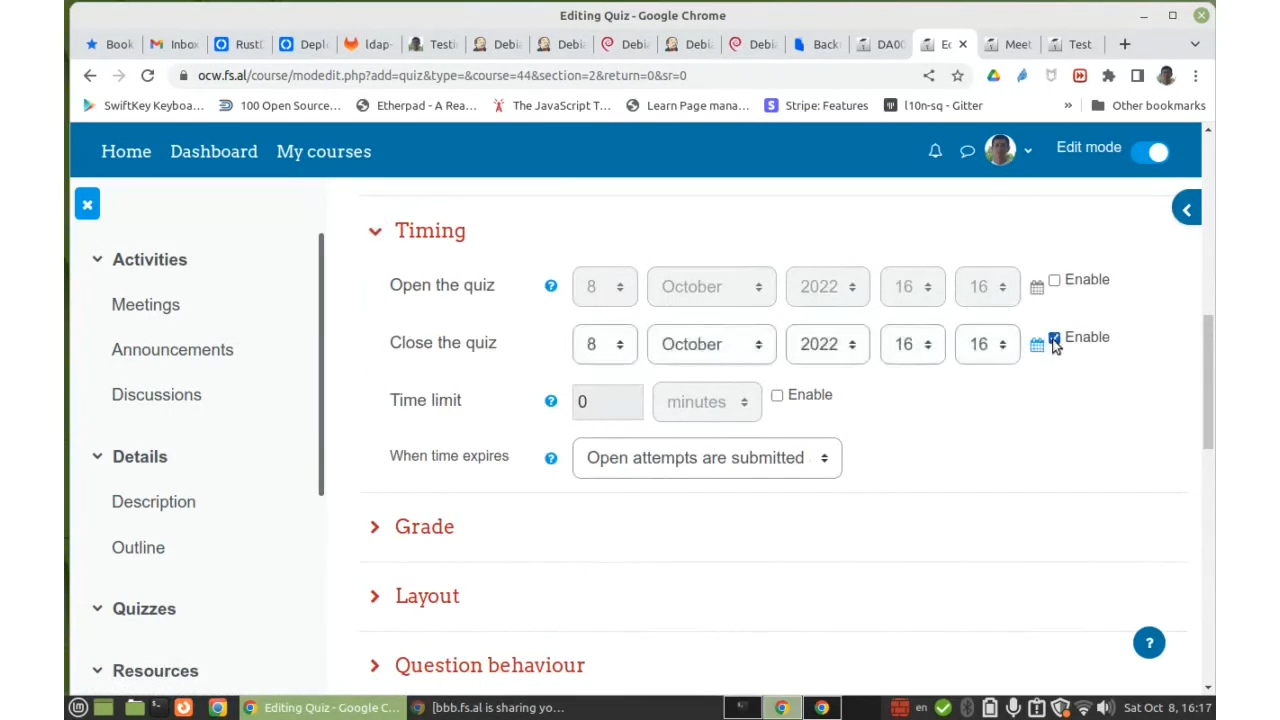 Editing Quiz - Google Chrome
Book
Inbox
Rust
Depl
ldap-
Testi
Debi
Debi
Debi
Debi
Debi
Back
DA00
Ec
Meet
Test
ocw.fs.al/course/modedit.php?add=quiz&type=&course=44&section=2&return=0&sr=0
SwiftKey Keyboa...
100 Open Source...
Etherpad - A Rea...
The JavaScript T...
Learn Page mana...
Stripe: Features
l10n-sq - Gitter
»
Other bookmarks
Home
Dashboard
My courses
Edit mode
Activities
Meetings
Announcements
Discussions
Details
Description
Outline
Quizzes
Resources
Timing
Open the quiz
8
October
2022
16
16
Enable
Close the quiz
8
October
2022
16
16
Enable
Time limit
0
minutes
Enable
When time expires
Open attempts are submitted
Grade
Layout
Question behaviour
?
Editing Quiz - Google C...
[bbb.fs.al is sharing yo...
en
Sat Oct 8, 16:17